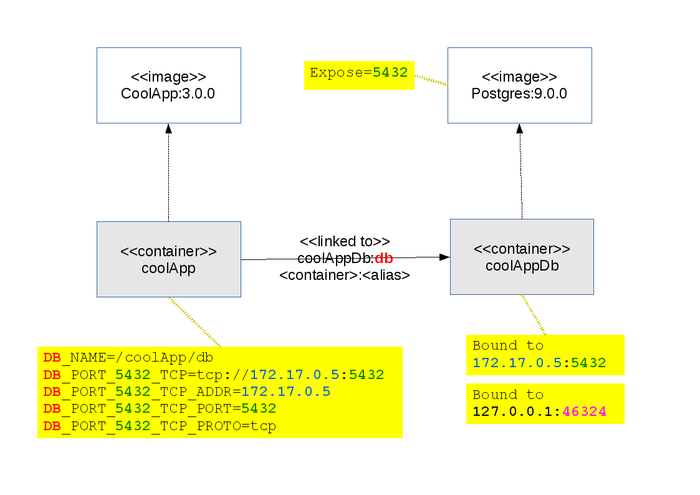 <<image>>
CoolApp:3.0.0
Expose=5432
<<image>>
Postgres:9.0.0
<<container>>
coolApp
<<linked to>>
coolAppDb:db
<container>:<alias>
<<container>>
coolAppDb
DB_NAME=/coolApp/db
DB_PORT_5432_TCP=tcp://172.17.0.5:5432
DB_PORT_5432_TCP_ADDR=172.17.0.5
DB_PORT_5432_TCP_PORT=5432
DB_PORT_5432_TCP_PROTO=tcp
Bound to
172.17.0.5:5432
Bound to
127.0.0.1:46324